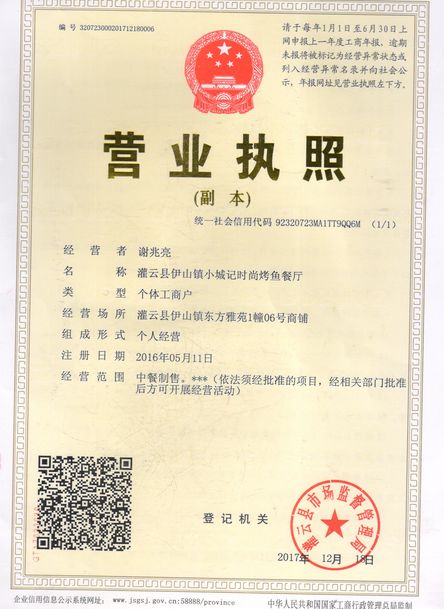 编 号 320723000201712180006
请于每年1月1日至6月30日上
网申报上一年度工商年报，逾期
未报将被标记为经营异常状态或
列入经营异常名录并向社会公
示，年报网址见营业执照左下方。
营业执照
(副 本)
统一社会信用代码 92320723MA1TT9QQ6M （1/1）
经营者 谢兆亮
名称 灌云县伊山镇小城记时尚烤鱼餐厅
类型 个体工商户
经营场所 灌云县伊山镇东方雅苑1幢06号商铺
组成形式 个人经营
注册日期 2016年05月11日
经营范围 中餐制售。***（依法须经批准的项目，经相关部门批准
后方可开展经营活动）
登记机关
灌云县市场监督管理局
2017年 12月 18日
企业信用信息公示系统网址： www.jsgsj.gov.cn:58888/province
中华人民共和国国家工商行政管理总局监制